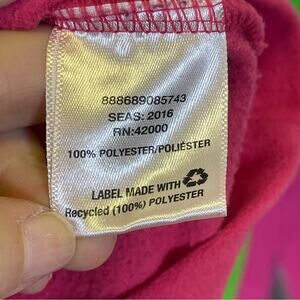 888689085743
SEAS: 2016
RN:42000
100% POLYESTER/POLIÉSTER
LABEL MADE WITH
Recycled (100%) POLYESTER